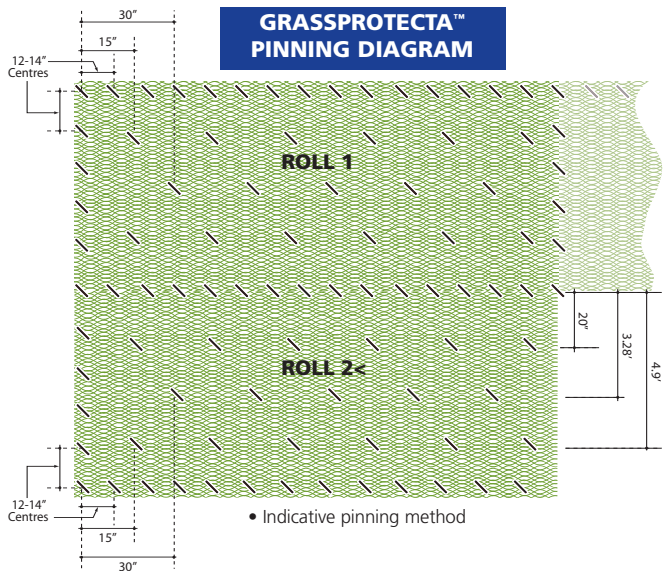 GRASSPROTECTA™
PINNING DIAGRAM
30”
15”
12-14”
Centres
ROLL 1
20”
3.28’
4.9’
ROLL 2<
12-14”
Centres
15”
30”
• Indicative pinning method